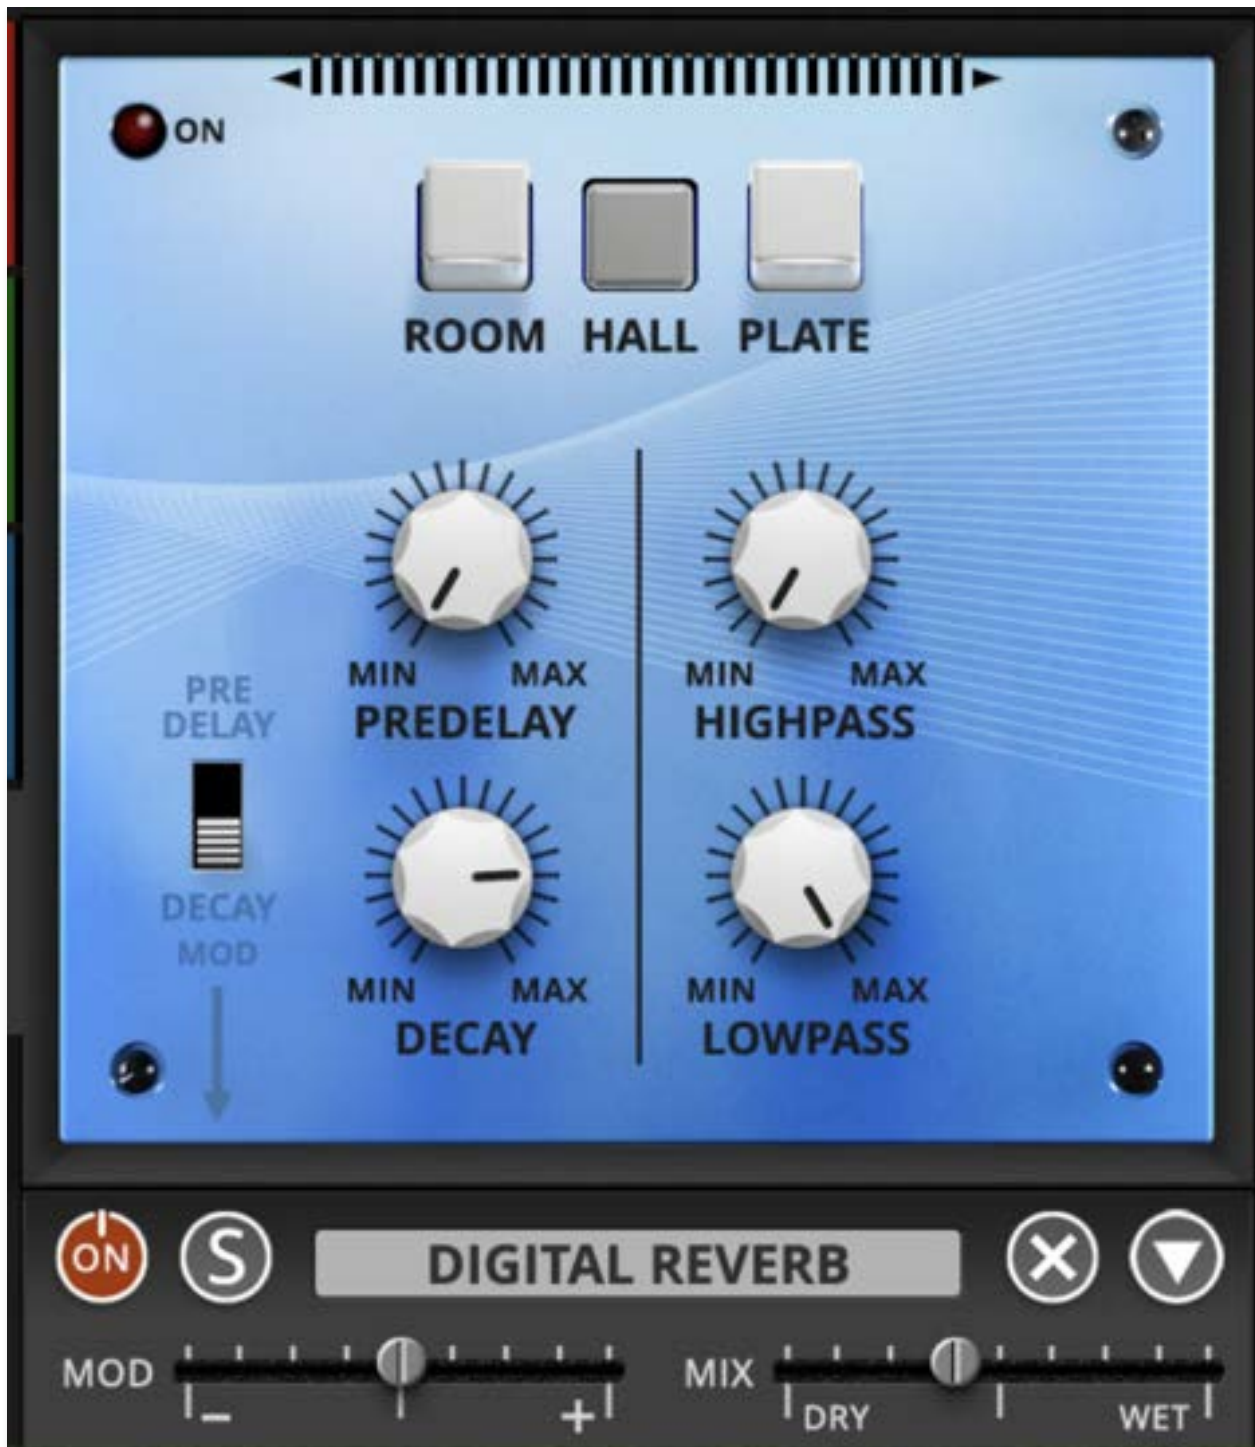 ON
ROOM HALL PLATE
MIN MAX MIN MAX
PREDELAY HIGHPASS
PRE
DELAY
DECAY
MOD
MIN MAX MIN MAX
DECAY LOWPASS
ON S DIGITAL REVERB
MOD MIX
- + DRY WET